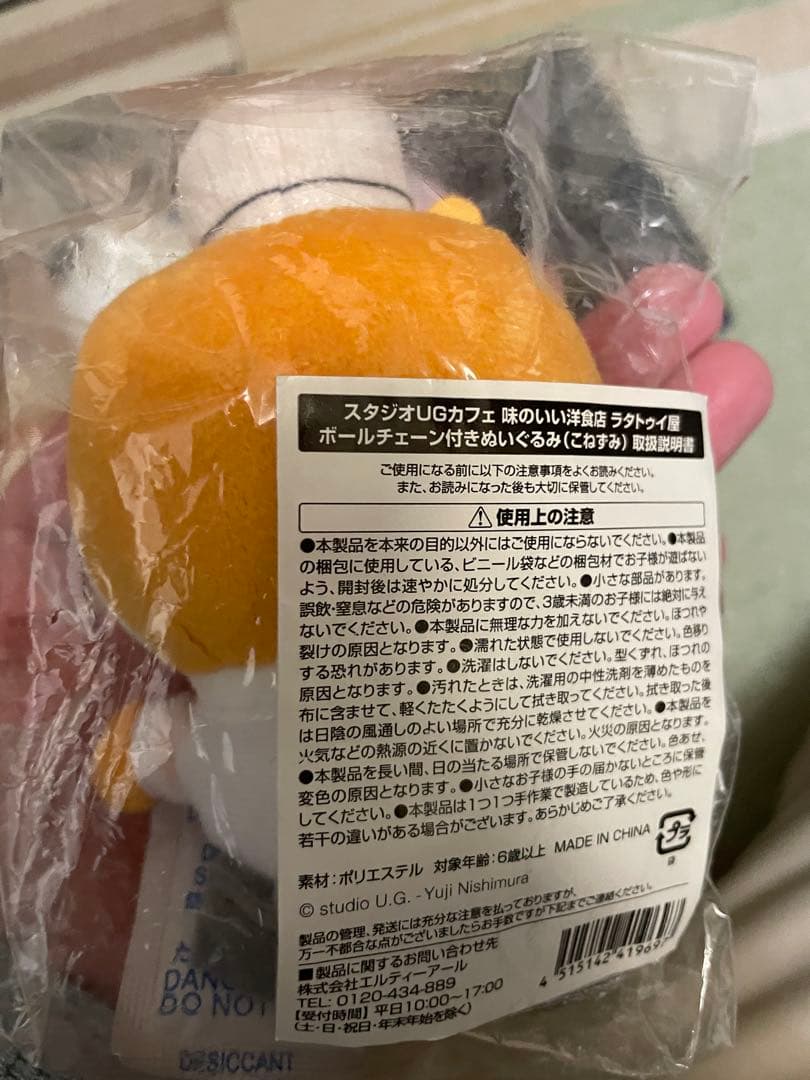 スタジオUGカフェ 味のいい洋食店 ラタトゥイ屋
ボールチェーン付きぬいぐるみ(こねずみ) 取扱説明書
ご使用になる前に以下の注意事項をよくお読みください。
また、お読みになった後も大切に保管してください。
⚠使用上の注意
●本製品を本来の目的以外にはご使用にならないでください。●本製品
の梱包に使用している、ビニール袋などの梱包材でお子様が遊ばない
よう、開封後は速やかに処分してください。●小さな部品があります。
誤飲・窒息などの危険がありますので、3歳未満のお子様には絶対に与え
ないでください。●本製品に無理な力を加えないでください。ほつれや
裂けの原因となります。●濡れた状態で使用しないでください。色移り
する恐れがあります。●洗濯はしないでください。型くずれ、ほつれの
原因となります。●汚れたときは、洗濯用の中性洗剤を薄めたものを
布に含ませて、軽くたたくようにして拭き取ってください。拭き取った後
は日陰の風通しのよい場所で充分に乾燥させてください。●本製品を
火気などの熱源の近くに置かないでください。火災の原因となります。
●本製品を長い間、日の当たる場所で保管しないでください。色あせ、
変色の原因となります。●小さなお子様の手の届かないところに保管
してください。●本製品は1つ1つ手作業で製造しているため、色や形に
若干の違いがある場合がございます。あらかじめご了承ください。
素材:ポリエステル 対象年齢:6歳以上 MADE IN CHINA
プラ
袋
© studio U.G. - Yuji Nishimura
製品の管理、発送には充分な注意を払っておりますが、
万一不都合な点がございましたらお手数ですが下記までご連絡ください。
■製品に関するお問い合わせ先
株式会社エルティーアール
TEL: 0120-434-889
【受付時間】平日10:00~17:00
(土・日・祝日・年末年始を除く)
4 515142 41969
DO NOT
DESICCANT